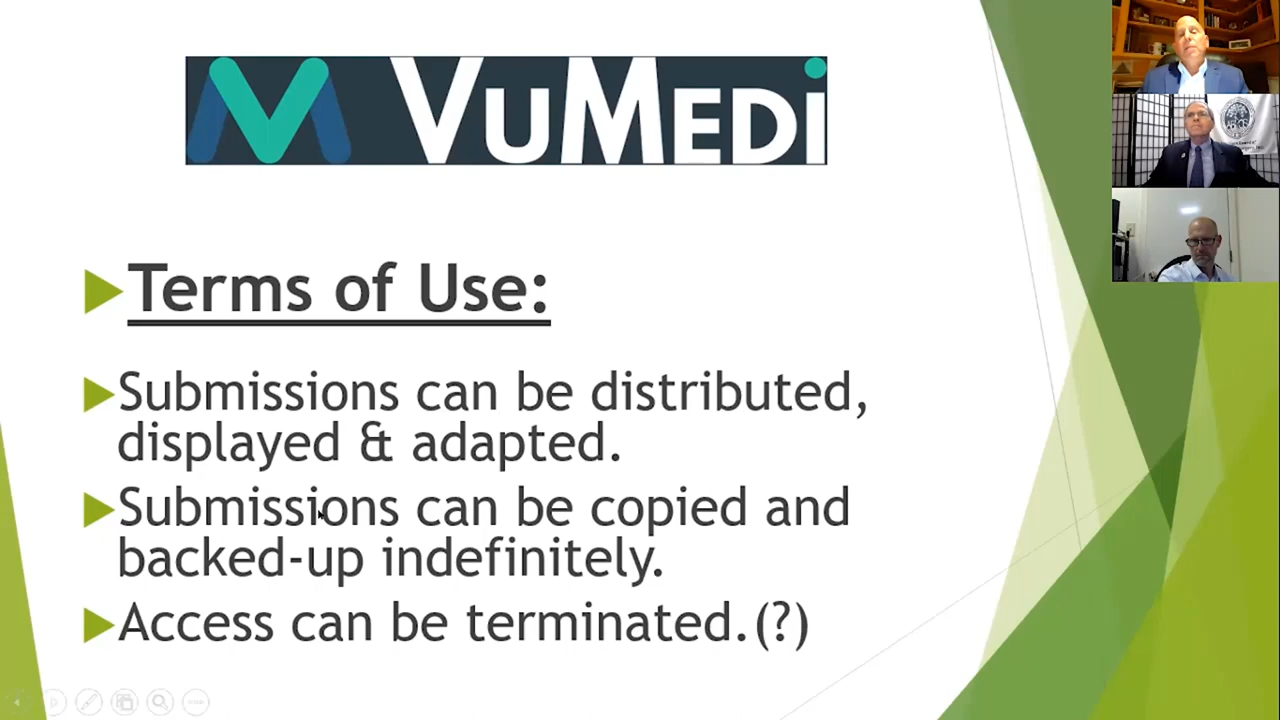 VUMEDi
Terms of Use:
Submissions can be distributed,
displayed & adapted.
Submissions can be copied and
backed-up indefinitely.
Access can be terminated.(?)